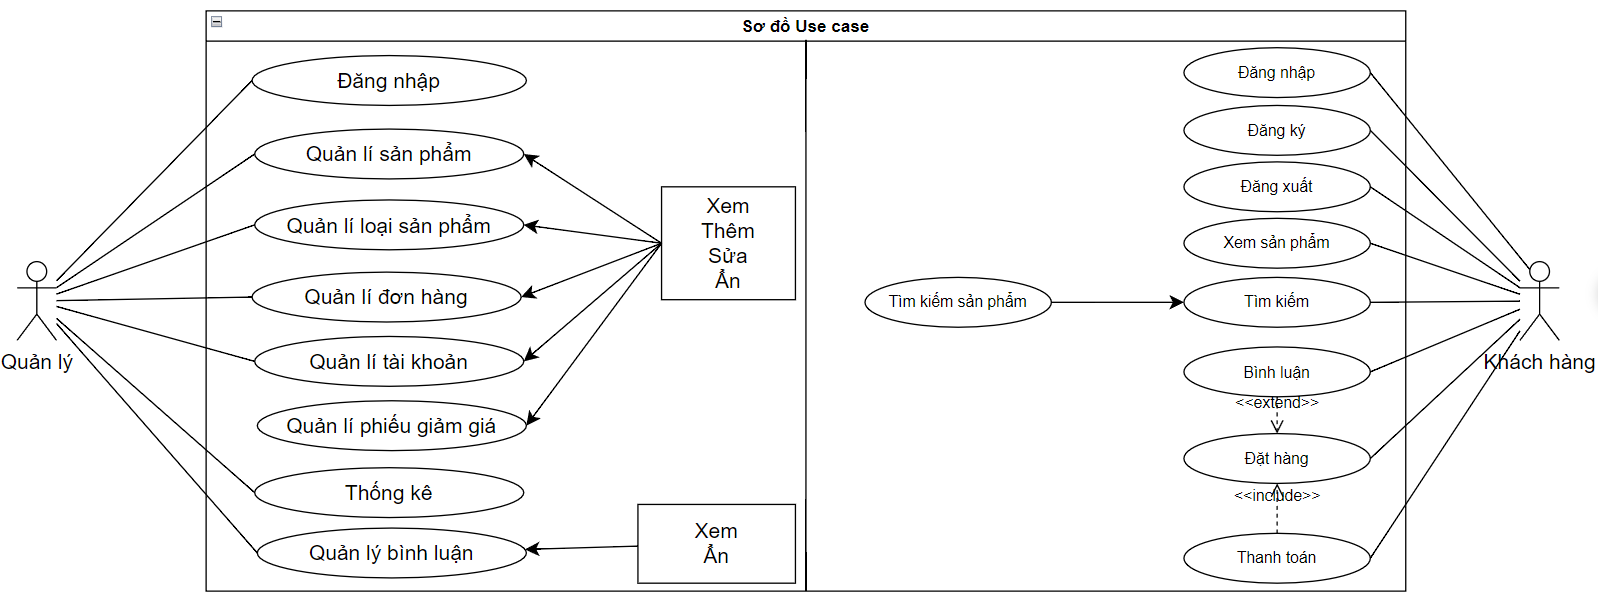 Sơ đồ Use case
Đăng nhập
Quản lí sản phẩm
Quản lí loại sản phẩm
Quản lí đơn hàng
Quản lí tài khoản
Quản lí phiếu giảm giá
Thống kê
Quản lý bình luận
Xem
Thêm
Sửa
Ẩn
Xem
Ẩn
Quản lý
Đăng nhập
Đăng ký
Đăng xuất
Xem sản phẩm
Tìm kiếm sản phẩm
Tìm kiếm
Bình luận
<<extend>>
Đặt hàng
<<include>>
Thanh toán
Khách hàng